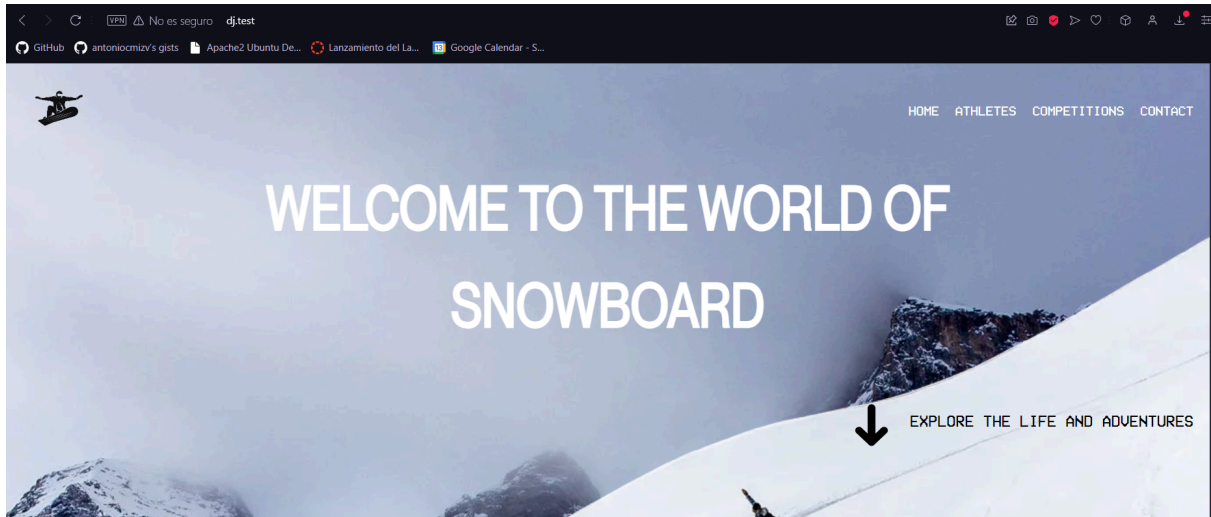 VPN No es seguro dj.test
GitHub antoniocmizv's gists Apache2 Ubuntu De... Lanzamiento del La... Google Calendar - S...
HOME ATHLETES COMPETITIONS CONTACT
WELCOME TO THE WORLD OF
SNOWBOARD
EXPLORE THE LIFE AND ADVENTURES